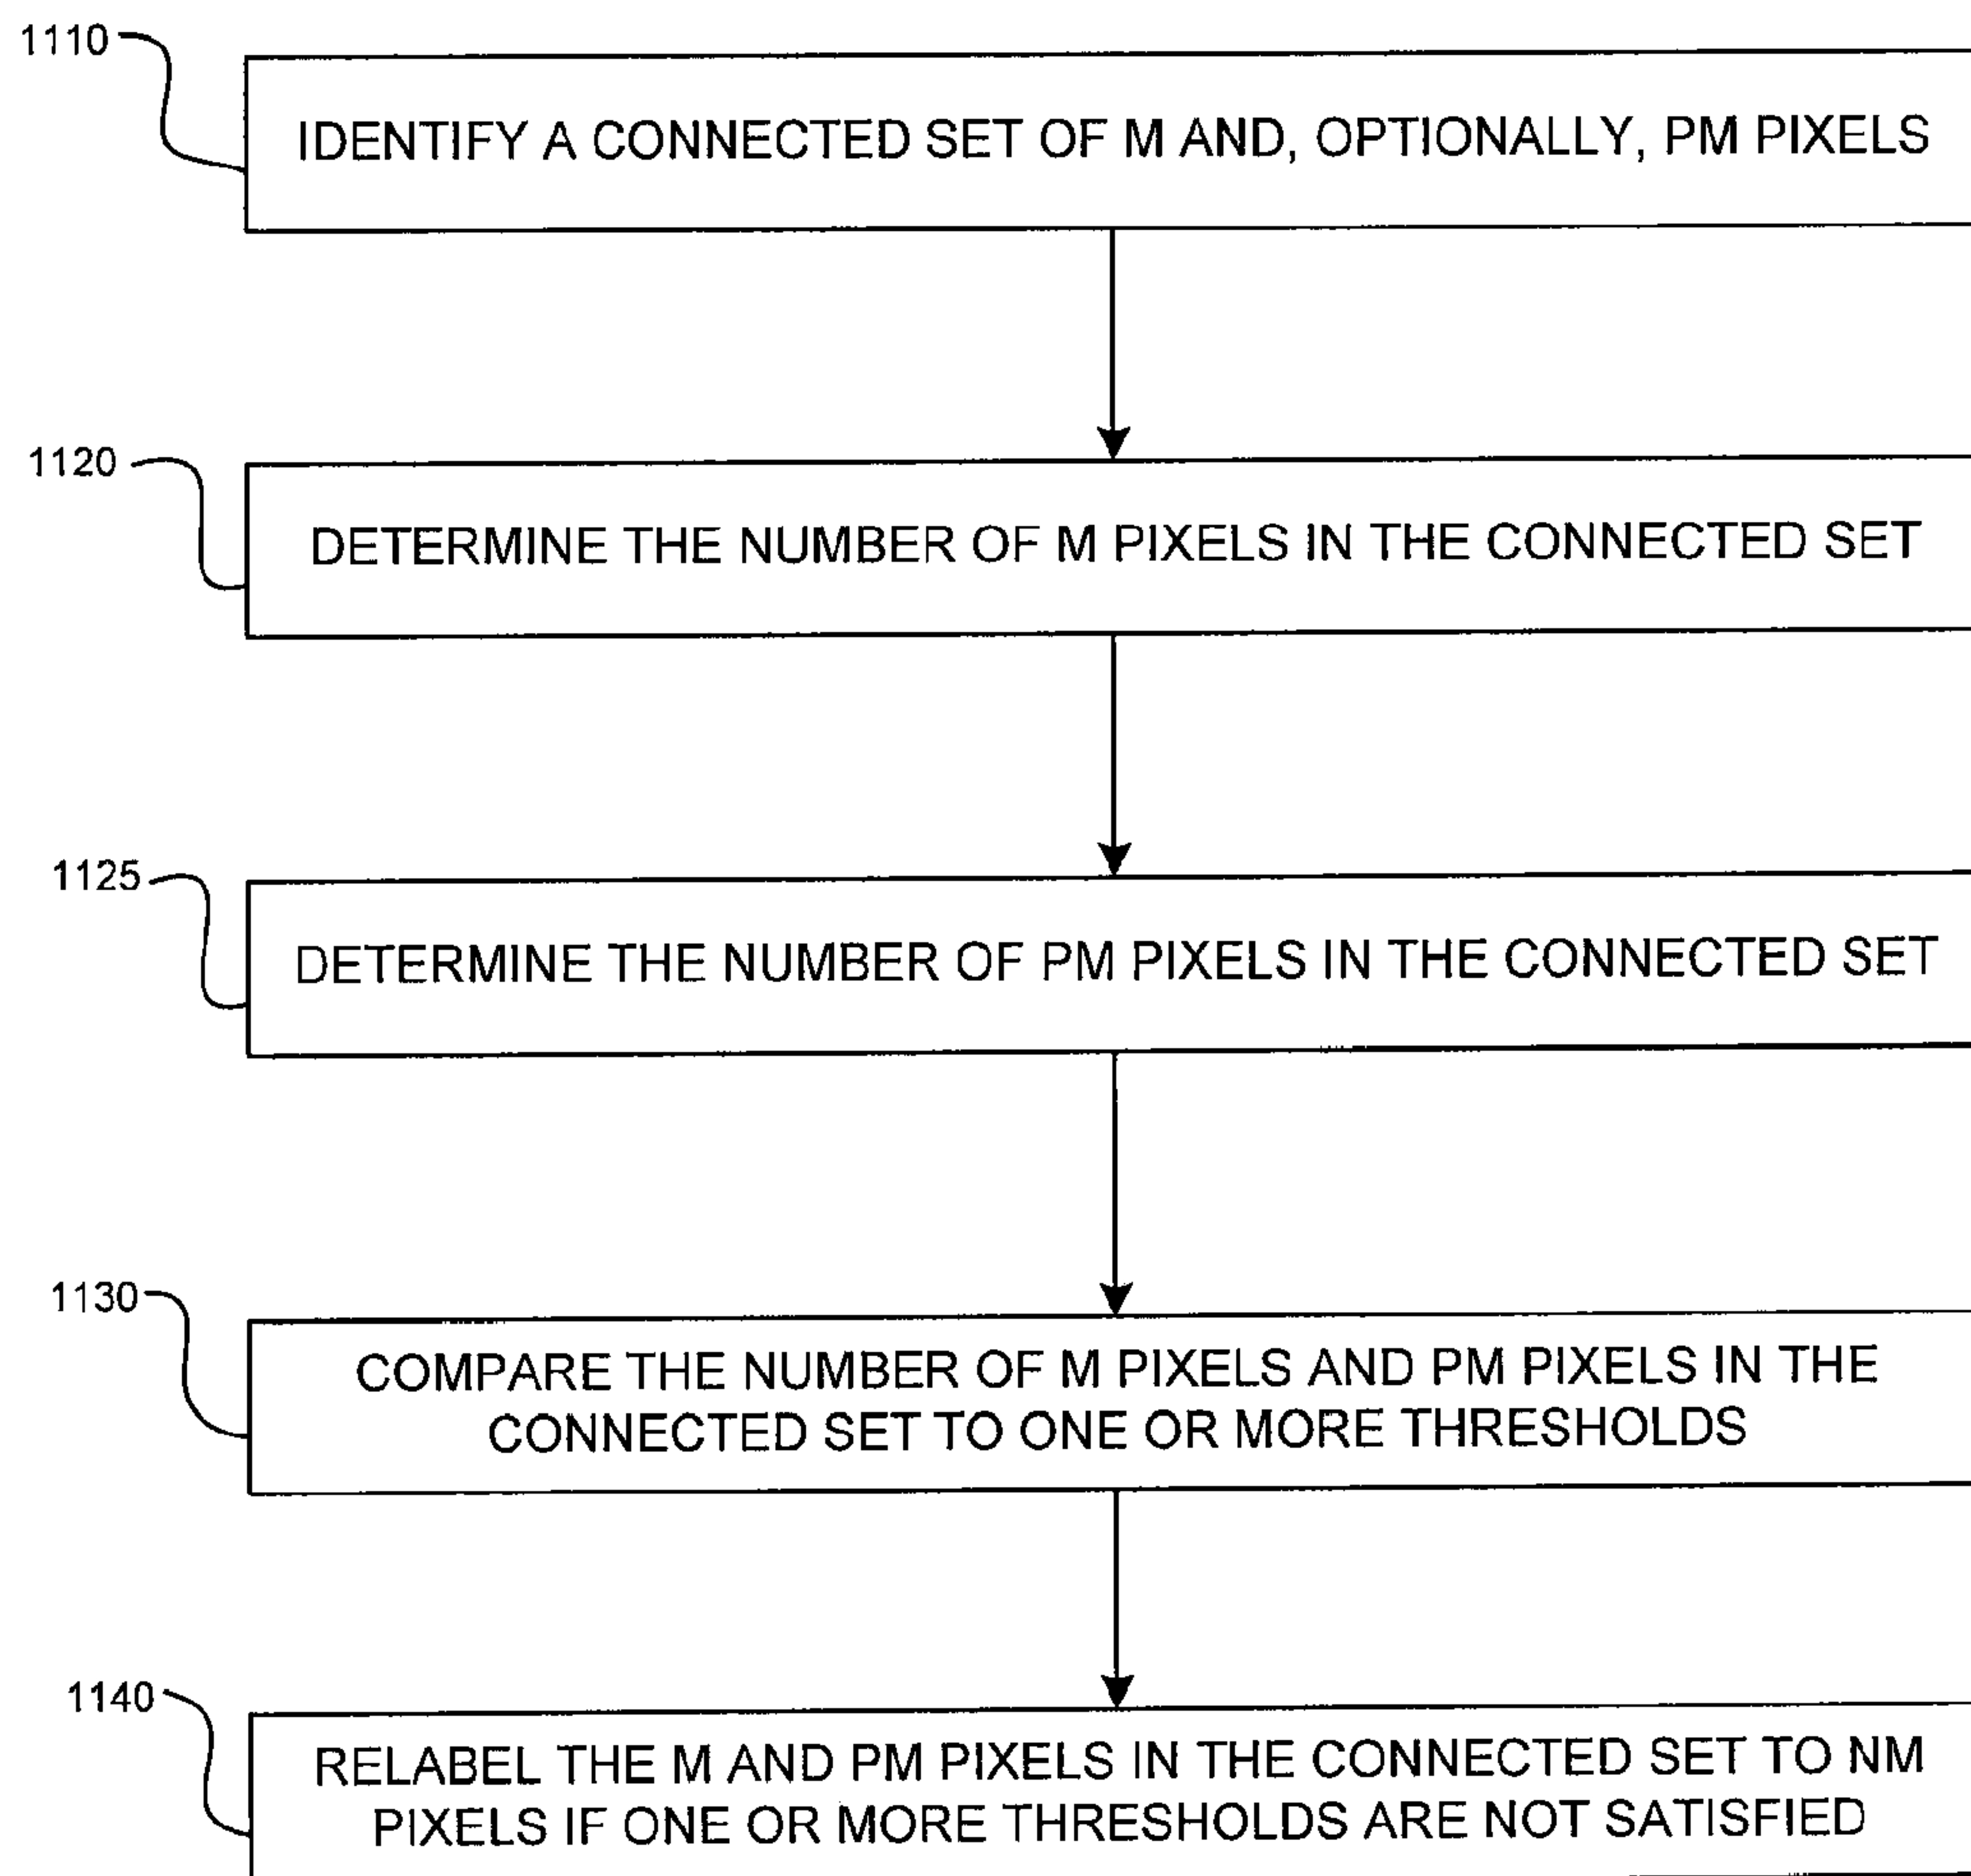 1110
IDENTIFY A CONNECTED SET OF M AND, OPTIONALLY, PM PIXELS
1120
DETERMINE THE NUMBER OF M PIXELS IN THE CONNECTED SET
1125
DETERMINE THE NUMBER OF PM PIXELS IN THE CONNECTED SET
1130
COMPARE THE NUMBER OF M PIXELS AND PM PIXELS IN THE
CONNECTED SET TO ONE OR MORE THRESHOLDS
1140
RELABEL THE M AND PM PIXELS IN THE CONNECTED SET TO NM
PIXELS IF ONE OR MORE THRESHOLDS ARE NOT SATISFIED